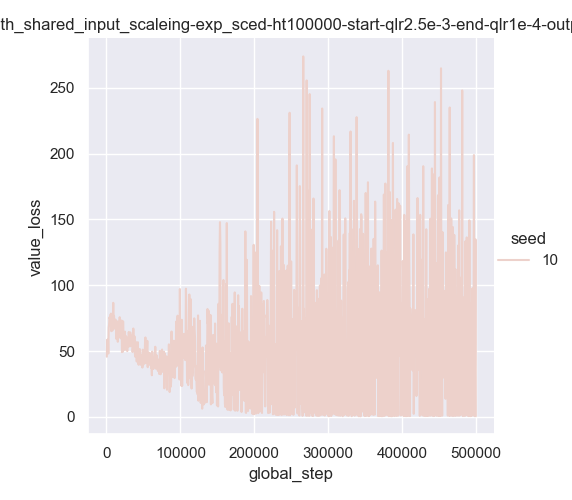 th_shared_input_scaleing-exp_sced-ht100000-start-qlr2.5e-3-end-qlr1e-4-outp
250
200
150
100
50
0
value_loss
0 100000 200000 300000 400000 500000
global_step
seed
10